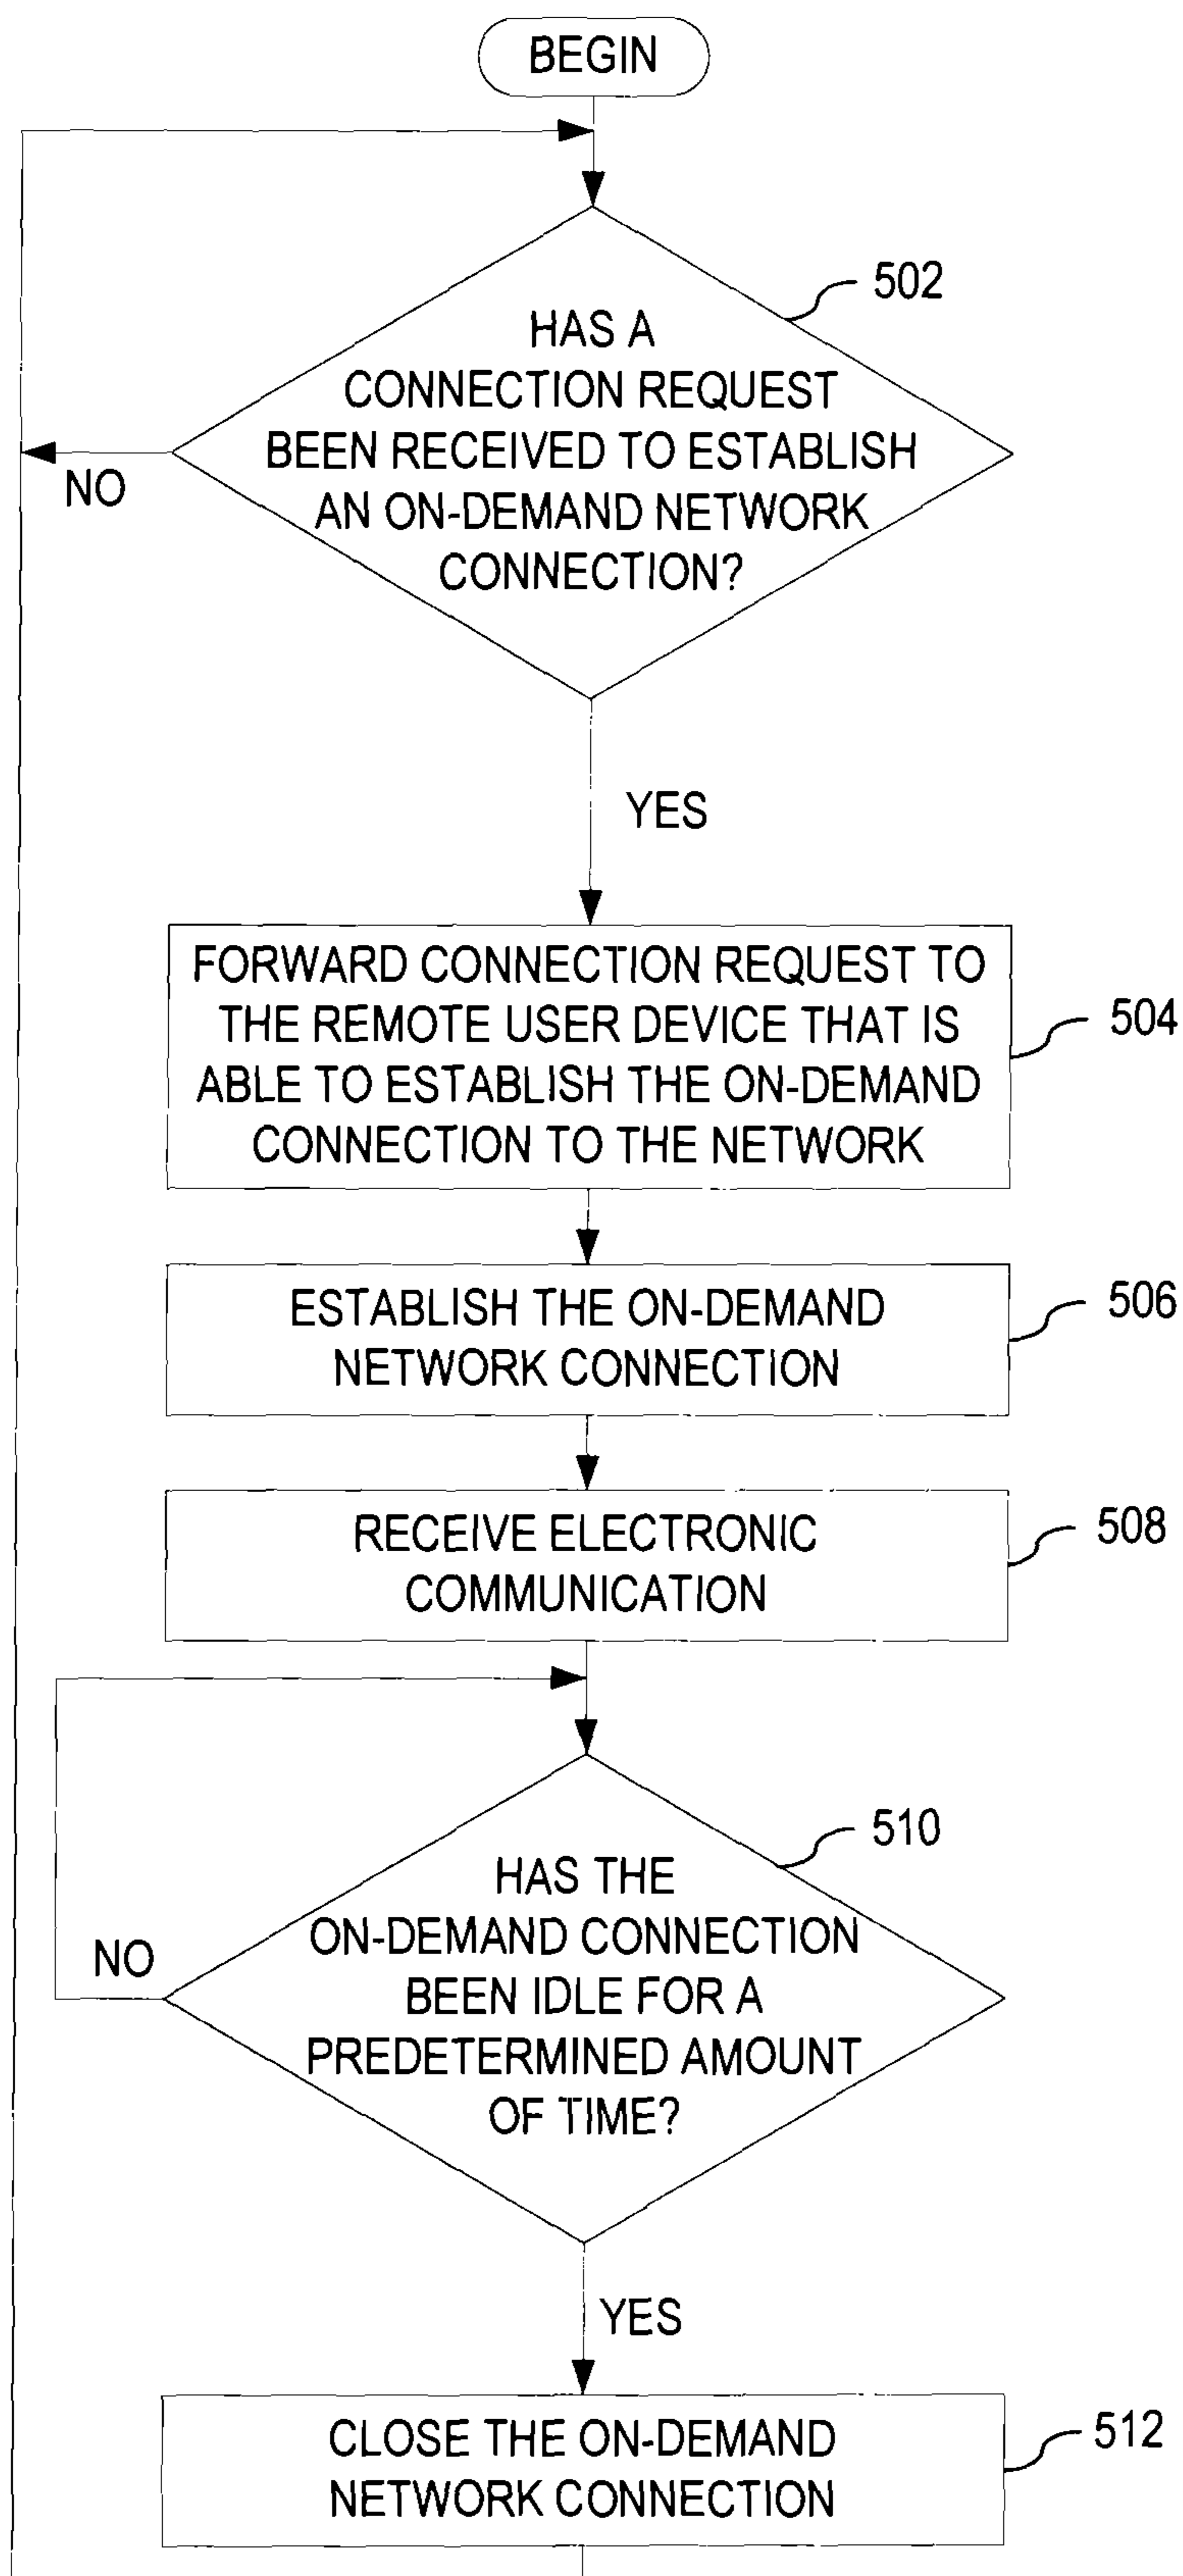 BEGIN
502
HAS A
CONNECTION REQUEST
BEEN RECEIVED TO ESTABLISH
AN ON-DEMAND NETWORK
CONNECTION?
NO
YES
FORWARD CONNECTION REQUEST TO
THE REMOTE USER DEVICE THAT IS
ABLE TO ESTABLISH THE ON-DEMAND
CONNECTION TO THE NETWORK
504
ESTABLISH THE ON-DEMAND
NETWORK CONNECTION
506
RECEIVE ELECTRONIC
COMMUNICATION
508
510
HAS THE
ON-DEMAND CONNECTION
BEEN IDLE FOR A
PREDETERMINED AMOUNT
OF TIME?
NO
YES
CLOSE THE ON-DEMAND
NETWORK CONNECTION
512